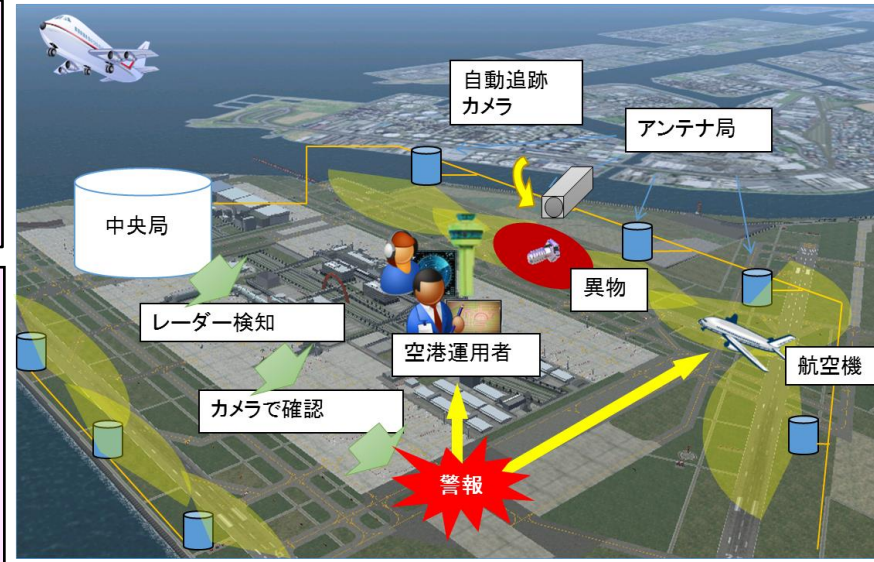 自動追跡
カメラ
アンテナ局
中央局
異物
レーダー検知
空港運用者
航空機
カメラで確認
警報